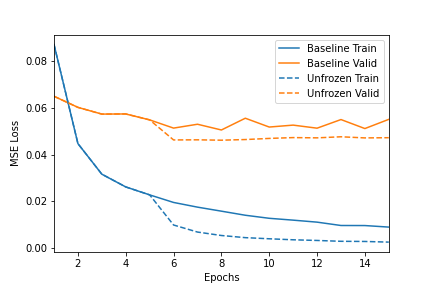 Baseline Train
Baseline Valid
Unfrozen Train
Unfrozen Valid
MSE Loss
0.08
0.06
0.04
0.02
0.00
2 4 6 8 10 12 14
Epochs